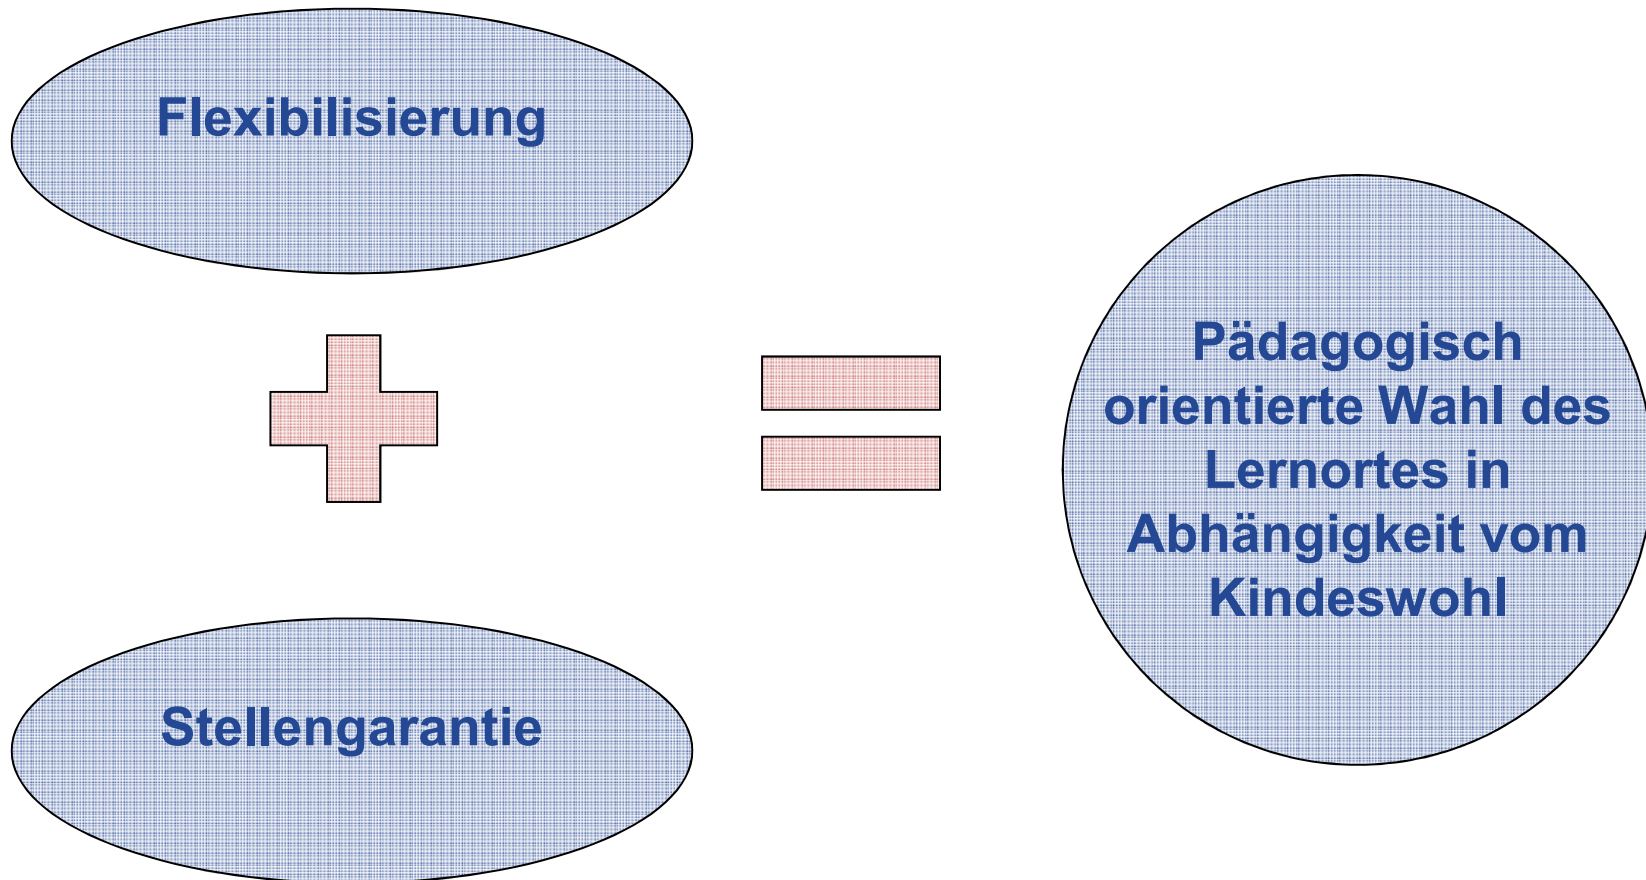 Flexibilisierung
Stellengarantie
Pädagogisch
orientierte Wahl des
Lernortes in
Abhängigkeit vom
Kindeswohl